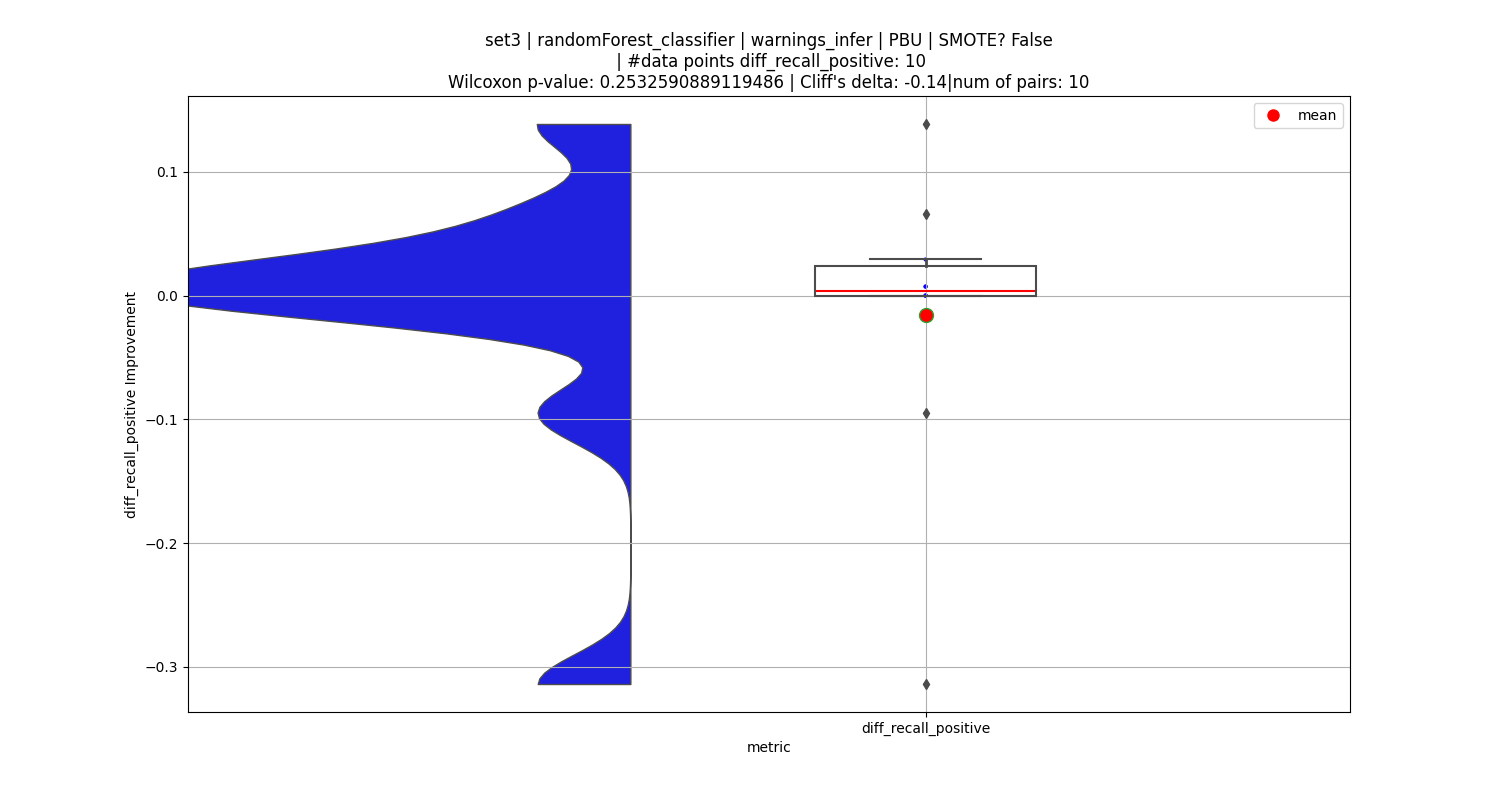 set3 | randomForest_classifier | warnings_infer | PBU | SMOTE? False
| #data points diff_recall_positive: 10
Wilcoxon p-value: 0.2532590889119486 | Cliff's delta: -0.14|num of pairs: 10
mean
0.1
0.0
−0.1
−0.2
−0.3
diff_recall_positive Improvement
diff_recall_positive
metric